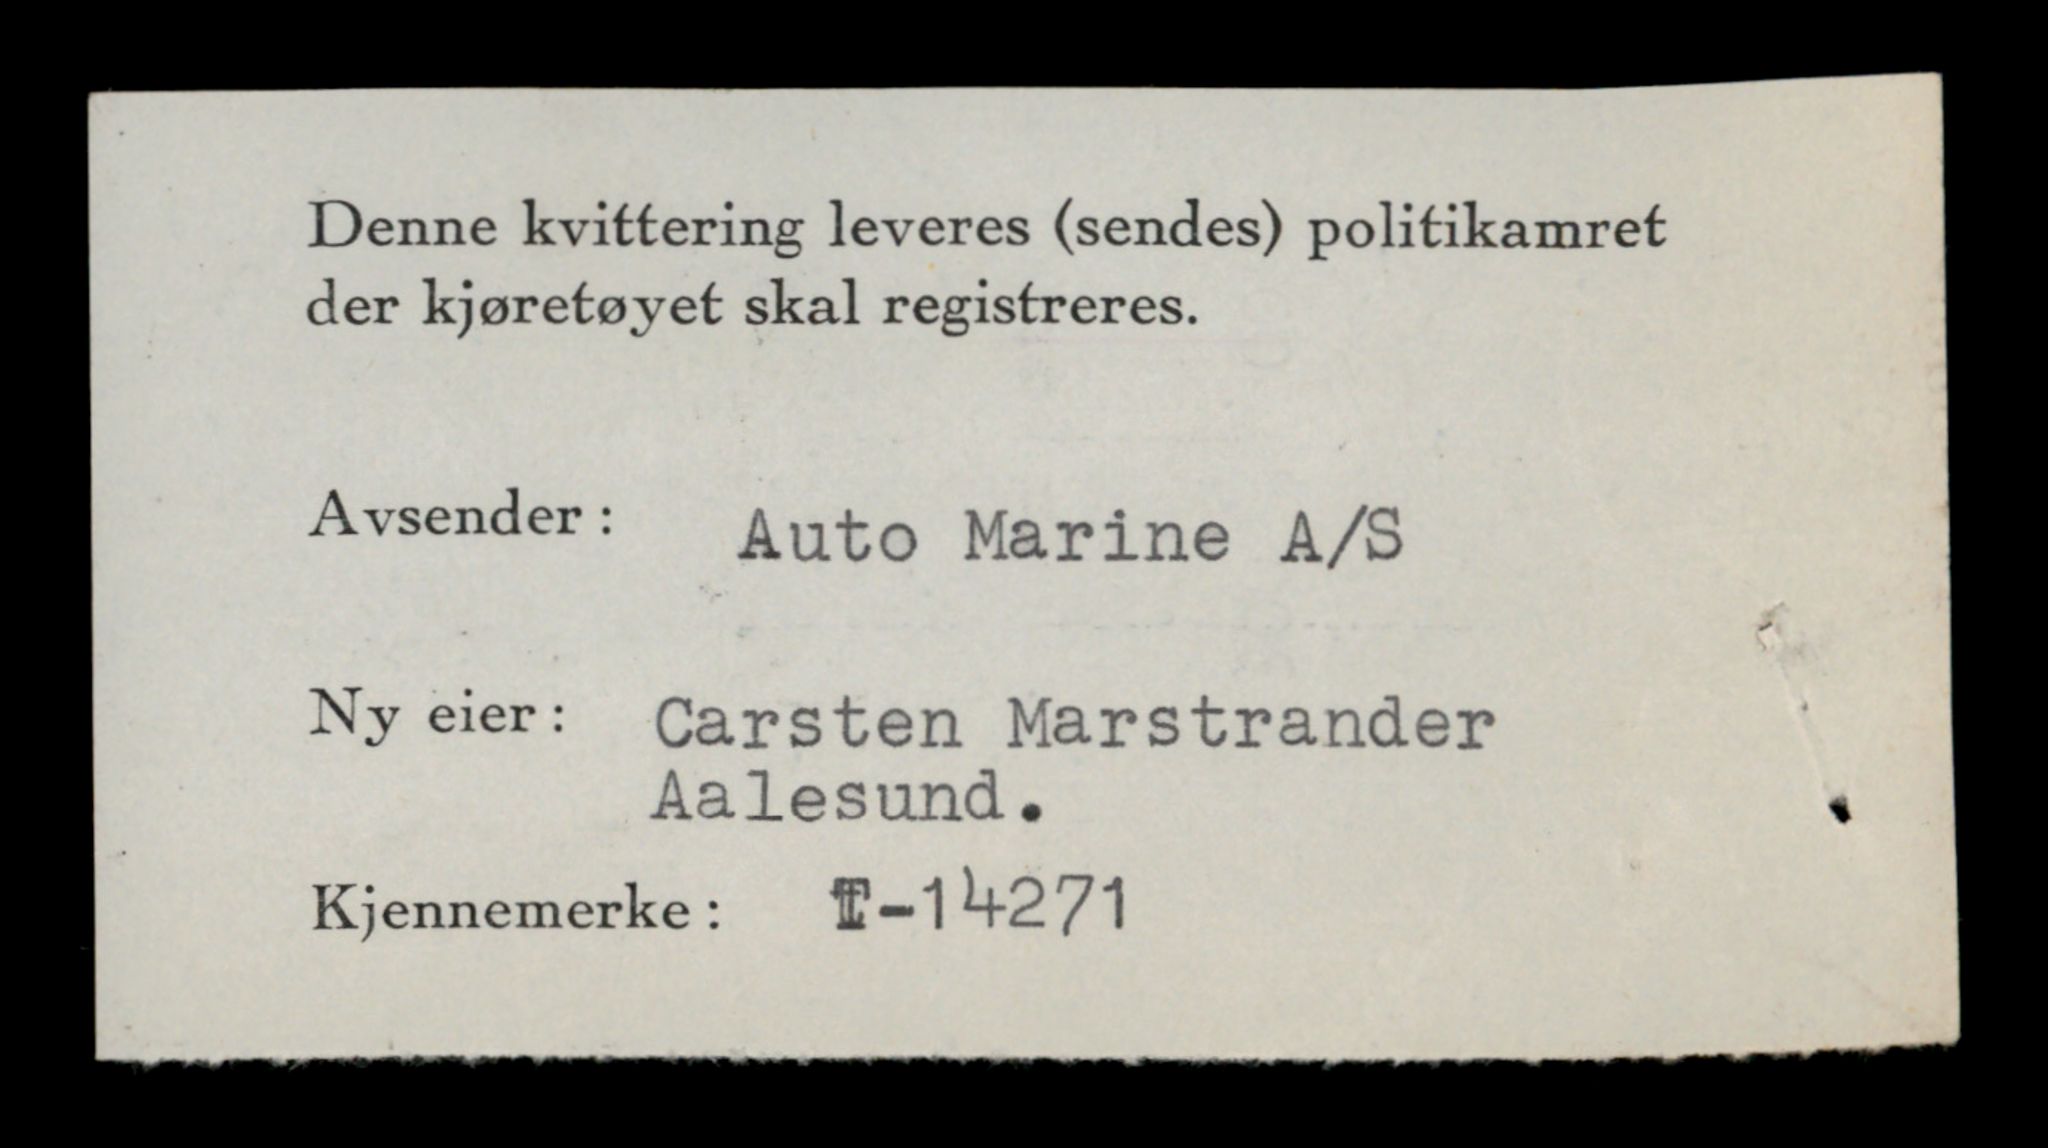 Denne kvittering leveres (sendes) politikamret
der kjøretøyet skal registreres.
Avsender: Auto Marine A/S
Ny eier: Carsten Marstrander
Aalesund.
Kjennemerke: T-14271